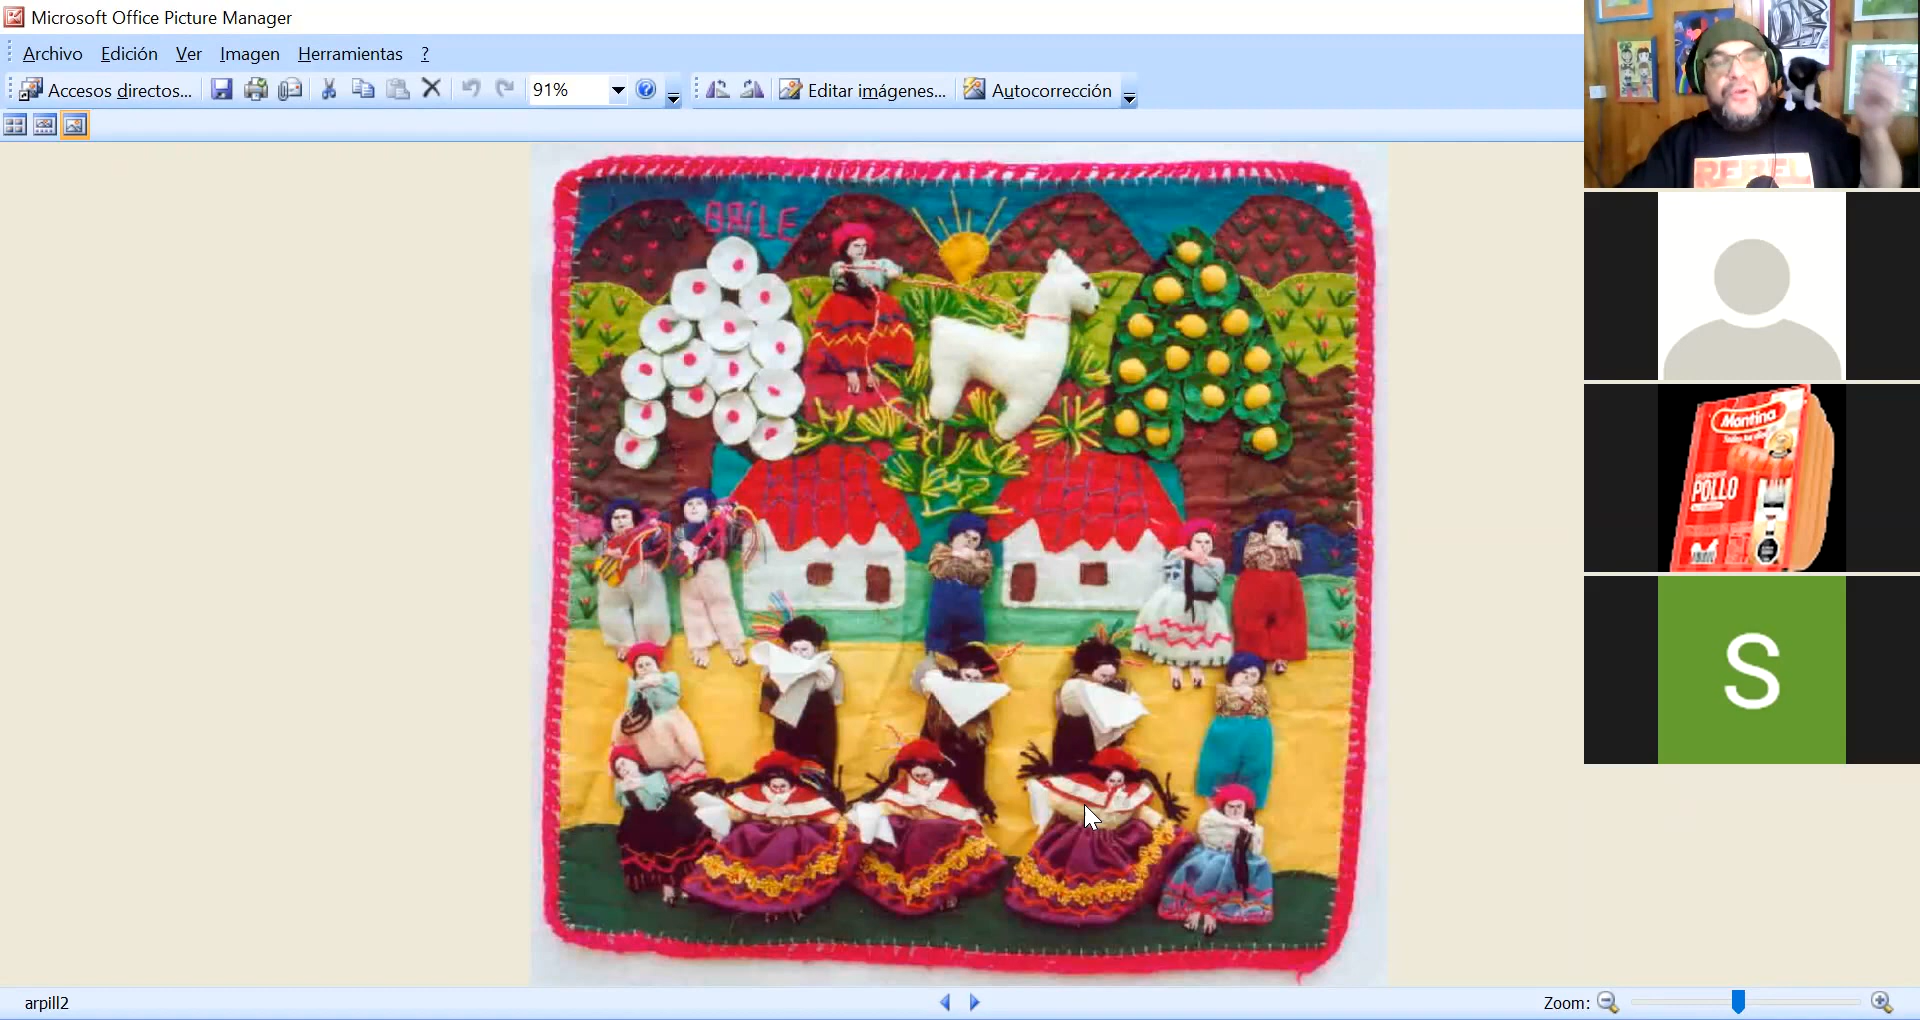 Microsoft Office Picture Manager
Archivo Edición Ver Imagen Herramientas ?
Accesos directos... 91% Editar imágenes... Autocorrección
BAiLE
REBEL
Montina
POLLO
S
arpill2
Zoom: